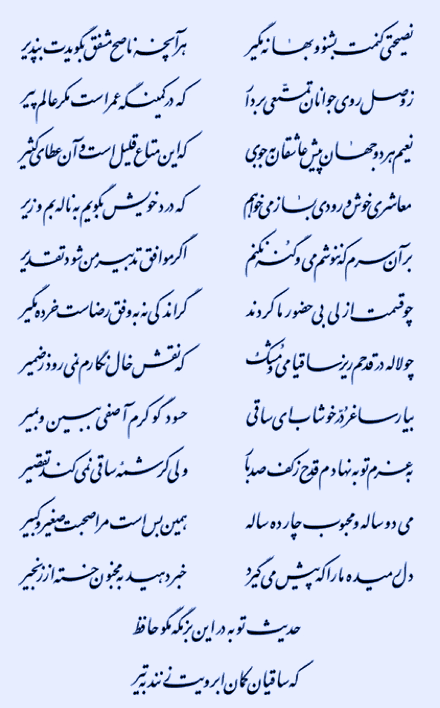 نصیحتی کنمت بشنو و بهانه مگیر هر آنچه ناصح مشفق بگویدت بپذیر
ز وصل روی جوانان تمتّعی بردار که در کمینگه عمر است مکر عالم پیر
نعیم هر دو جهان پیش عاشقان بجوی که این متاع قلیل است و آن عطای کثیر
معاشری خوش و رودی بساز می‌خواهم که درد خویش بگویم به ناله بم و زیر
بر آن سرم که ننوشم می و گنه نکنم اگر موافق تدبیر من شود تقدیر
چو قسمت ازلی بی حضور ما کردند گر اندکی نه به وفق رضاست خرده مگیر
چو لاله در قدحم ریز ساقیا می و مشک که نقش خال نگارم نمی‌رود ز ضمیر
بیار ساغر درّ خوشاب ای ساقی حسود گو کرم آصفی ببین و بمیر
به عزم توبه نهادم قدح ز کف صد بار ولی کرشمه ساقی نمی‌کند تقصیر
می دو ساله و محبوب چارده ساله همین بس است مرا صحبت صغیر و کبیر
دل رمیده ما را که پیش می‌گیرد خبر دهید به مجنون خسته از زنجیر
حدیث توبه در این بزمگه مگو حافظ
که ساقیان کمان ابرویت زنند به تیر